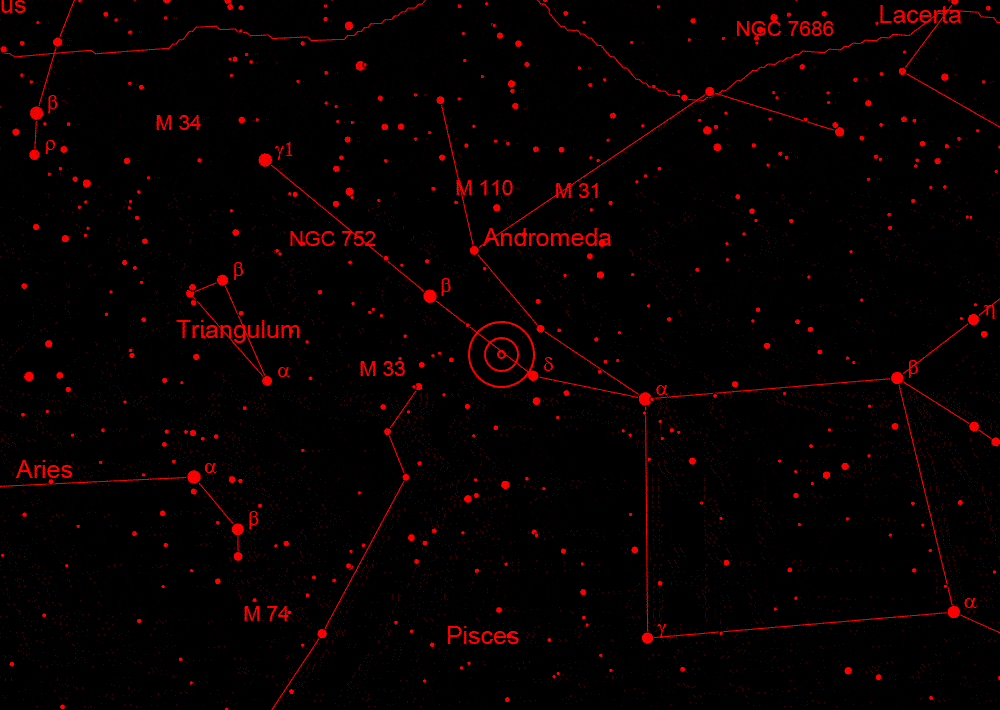 us
NGC 7686
Lacerta
β
M 34
ρ
γ1
M 110
M 31
NGC 752
Andromeda
β
β
η
Triangulum
M 33
δ
β
α
α
Aries
α
β
α
M 74
γ
Pisces